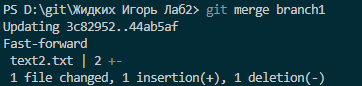 PS D:\git\Жидких Игорь Лаб2> git merge branch1
Updating 3c82952..44ab5af
Fast-forward
 text2.txt | 2 +-
 1 file changed, 1 insertion(+), 1 deletion(-)